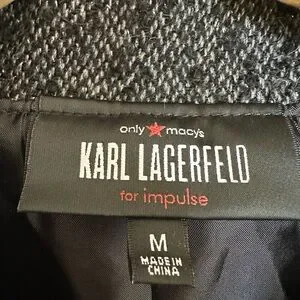 only macy's
KARL LAGERFELD
for impulse
M
MADE IN
CHINA